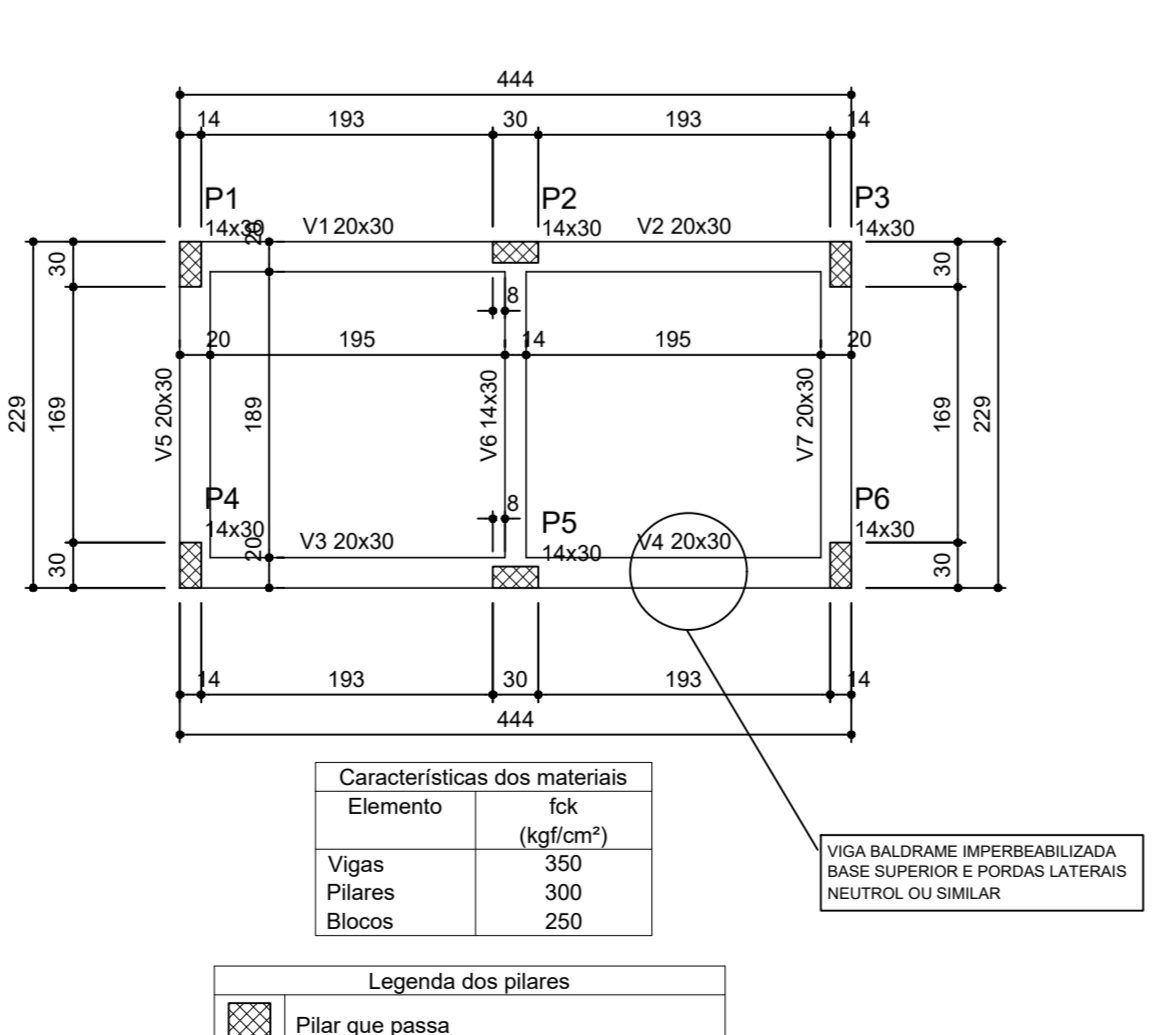 444
14 193 30 193 14
P1 P2 P3
14x30 V1 20x30 14x30 V2 20x30 14x30
20
30 30
8
20 195 14 195 20
229 169 V5 20x30 189 V6 14x30 V7 20x30 169 229
8
P4 P5 P6
14x30 V3 20x30 14x30 V4 20x30 14x30
20
30 30
14 193 30 193 14
444
Características dos materiais
Elemento fck
(kgf/cm²)
Vigas 350
Pilares 300
Blocos 250
VIGA BALDRAME IMPERBEABILIZADA
BASE SUPERIOR E PORDAS LATERAIS
NEUTROL OU SIMILAR
Legenda dos pilares
Pilar que passa